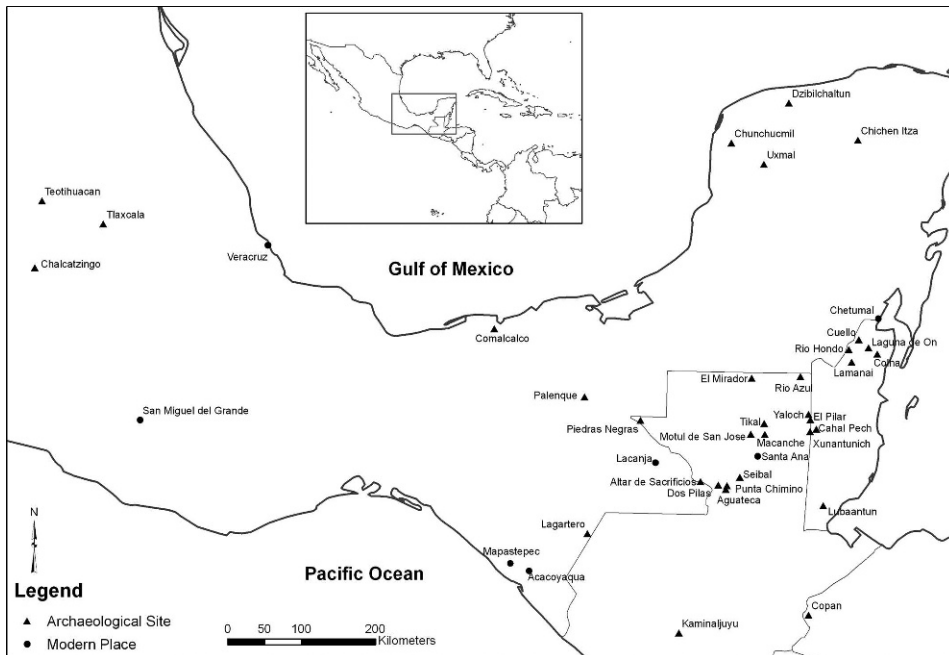 Dzibilchaltun
Chunchucmil
Chichen Itza
Uxmal
Teotihuacan
Tlaxcala
Veracruz
Chalcatzingo
Gulf of Mexico
Chetumal
Comalcalco
Cuello
Laguna de On
Rio Hondo
Colha
Lamanai
El Mirador
Rio Azul
Palenque
San Miguel del Grande
Yaloch
El Pilar
Piedras Negras
Tikal
Cahal Pech
Motul de San Jose
Macanche
Xunantunich
Lacanja
Santa Ana
Seibal
Altar de Sacrificios
Dos Pilas
Punta Chimino
Aguateca
Lubaantun
N
Lagartero
Mapastepec
Pacific Ocean
Acacoyaqua
Legend
Archaeological Site
Modern Place
0 50 100 200
Kilometers
Copan
Kaminaljuyu